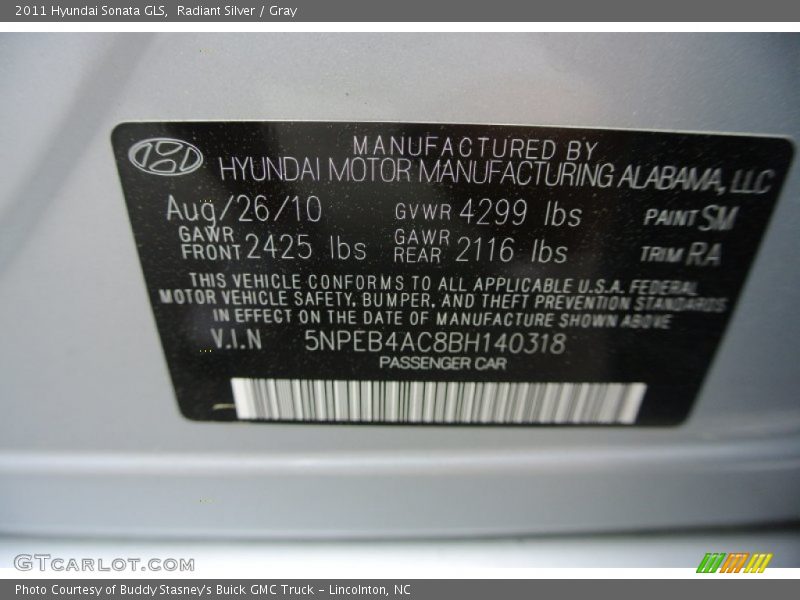 2011 Hyundai Sonata GLS, Radiant Silver / Gray
MANUFACTURED BY
HYUNDAI MOTOR MANUFACTURING ALABAMA, LLC
Aug/26/10 GVWR 4299 lbs PAINT SM
GAWR FRONT 2425 lbs GAWR REAR 2116 lbs TRIM RA
THIS VEHICLE CONFORMS TO ALL APPLICABLE U.S.A. FEDERAL
MOTOR VEHICLE SAFETY, BUMPER, AND THEFT PREVENTION STANDARDS
IN EFFECT ON THE DATE OF MANUFACTURE SHOWN ABOVE
V.I.N 5NPEB4AC8BH140318
PASSENGER CAR
GTCARLOT.COM
Photo Courtesy of Buddy Stasney's Buick GMC Truck - Lincolnton, NC